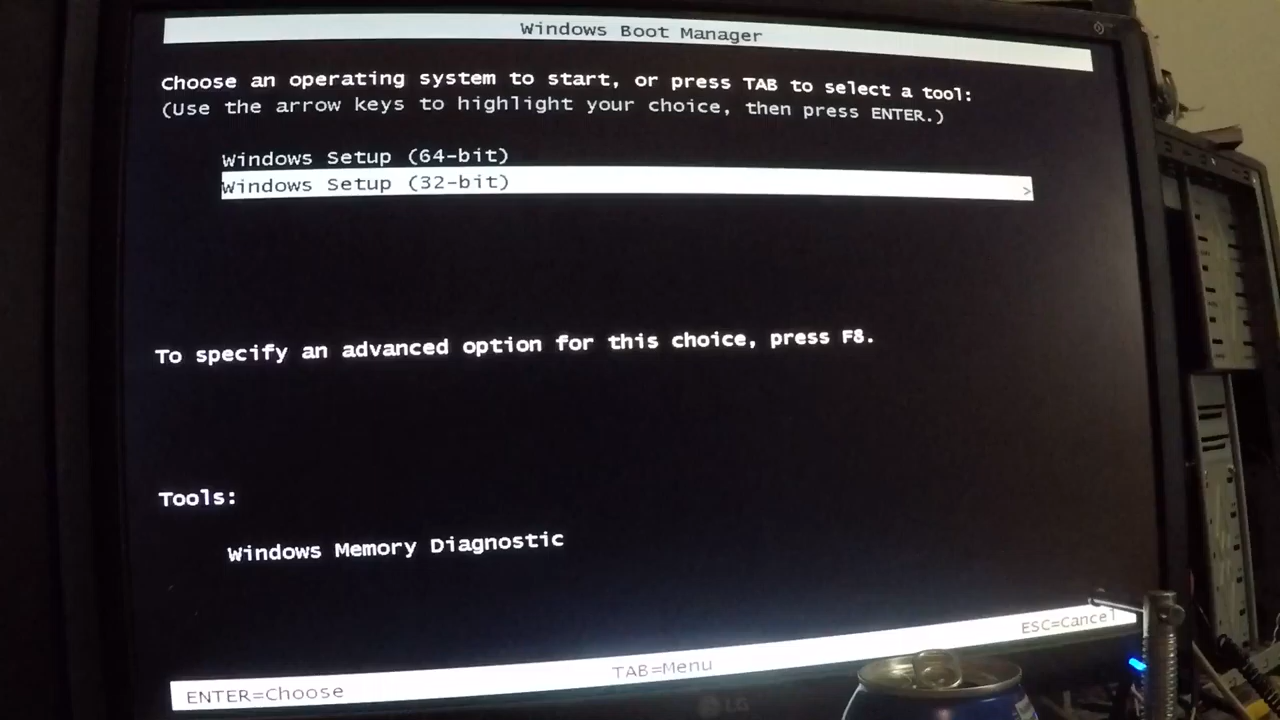 Windows Boot Manager
Choose an operating system to start, or press TAB to select a tool:
(Use the arrow keys to highlight your choice, then press ENTER.)
Windows Setup (64-bit)
Windows Setup (32-bit) >
To specify an advanced option for this choice, press F8.
Tools:
Windows Memory Diagnostic
ENTER=Choose TAB=Menu ESC=Cancel
LG